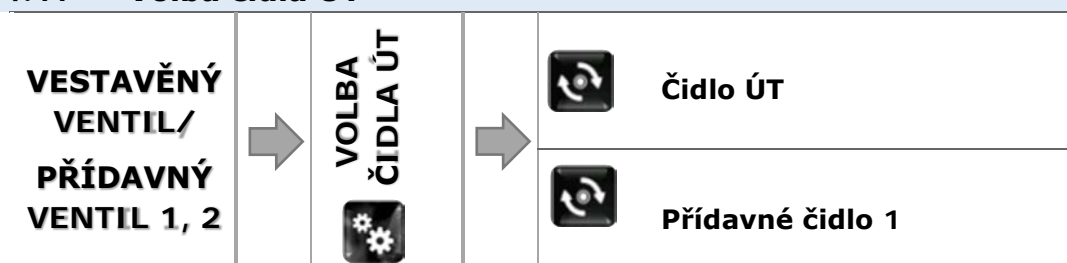 VESTAVĚNÝ
VENTIL/
PŘÍDAVNÝ
VENTIL 1, 2
VOLBA
ČIDLA ÚT
Čidlo ÚT
Přídavné čidlo 1